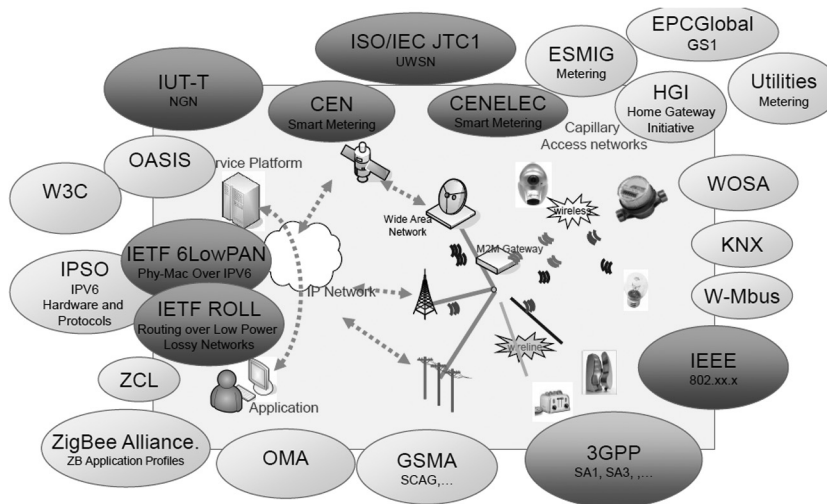 EPCGlobal
GS1
ISO/IEC JTC1
UWSN
ESMIG
Metering
IUT-T
NGN
CEN
Smart Metering
CENELEC
Smart Metering
HGI
Home Gateway
Initiative
Utilities
Metering
Capillary
Access networks
OASIS
rvice Platform
W3C
WOSA
Wide Area
Network
wireless
M2M Gateway
KNX
IETF 6LowPAN
Phy-Mac Over IPV6
IPSO
IPV6
Hardware and
Protocols
IP Network
W-Mbus
IETF ROLL
Routing over Low Power
Lossy Networks
wireline
IEEE
802.xx.x
ZCL
Application
ZigBee Alliance.
ZB Application Profiles
OMA
GSMA
SCAG,...
3GPP
SA1, SA3, ,...